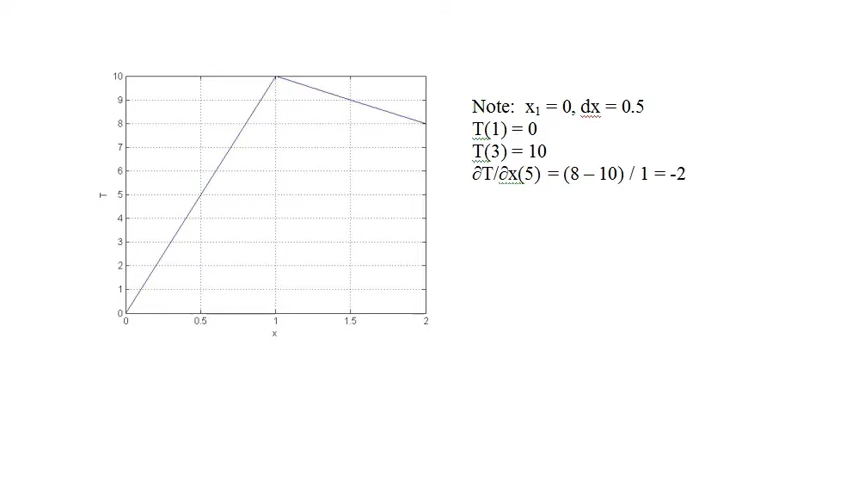 10
9
8
7
6
5
4
3
2
1
0
T
0 0.5 1 1.5 2
x
Note: x₁ = 0, dx = 0.5
T(1) = 0
T(3) = 10
∂T/∂x(5) = (8 – 10) / 1 = -2